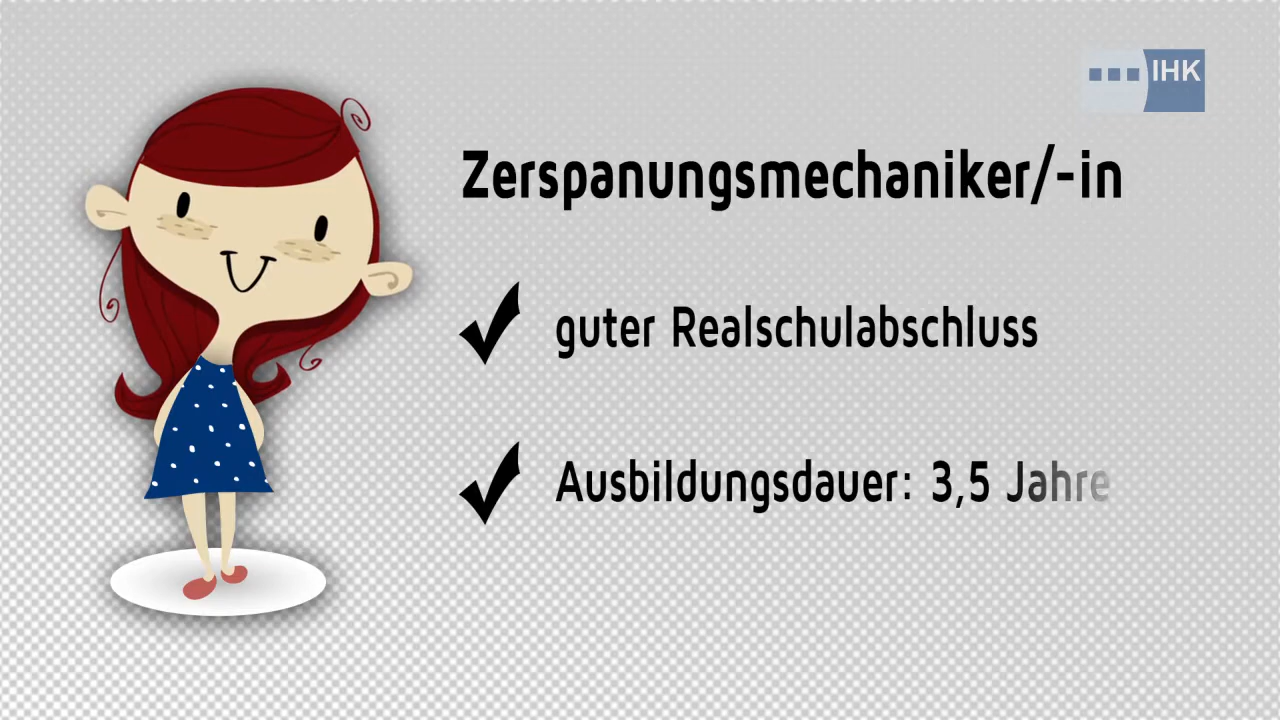 IHK
Zerspanungsmechaniker/-in
guter Realschulabschluss
Ausbildungsdauer: 3,5 Jahre